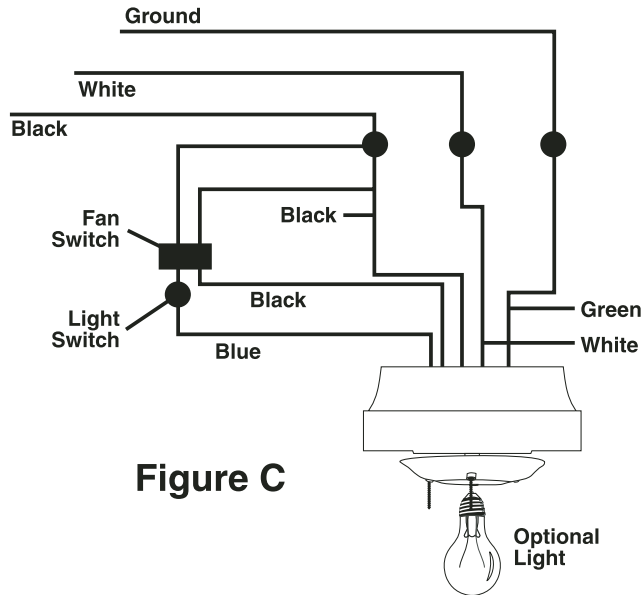 Ground
White
Black
Black
Fan
Switch
Black
Light
Switch
Blue
Green
White
Figure C
Optional
Light